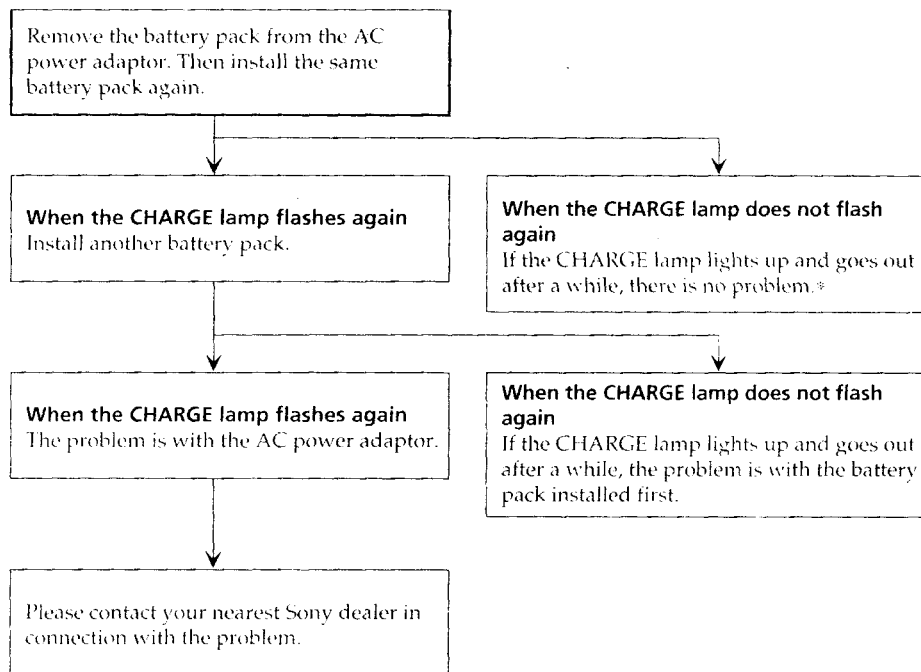 Remove the battery pack from the AC
power adaptor. Then install the same
battery pack again.
When the CHARGE lamp flashes again
Install another battery pack.
When the CHARGE lamp does not flash
again
If the CHARGE lamp lights up and goes out
after a while, there is no problem.*
When the CHARGE lamp flashes again
The problem is with the AC power adaptor.
When the CHARGE lamp does not flash
again
If the CHARGE lamp lights up and goes out
after a while, the problem is with the battery
pack installed first.
Please contact your nearest Sony dealer in
connection with the problem.